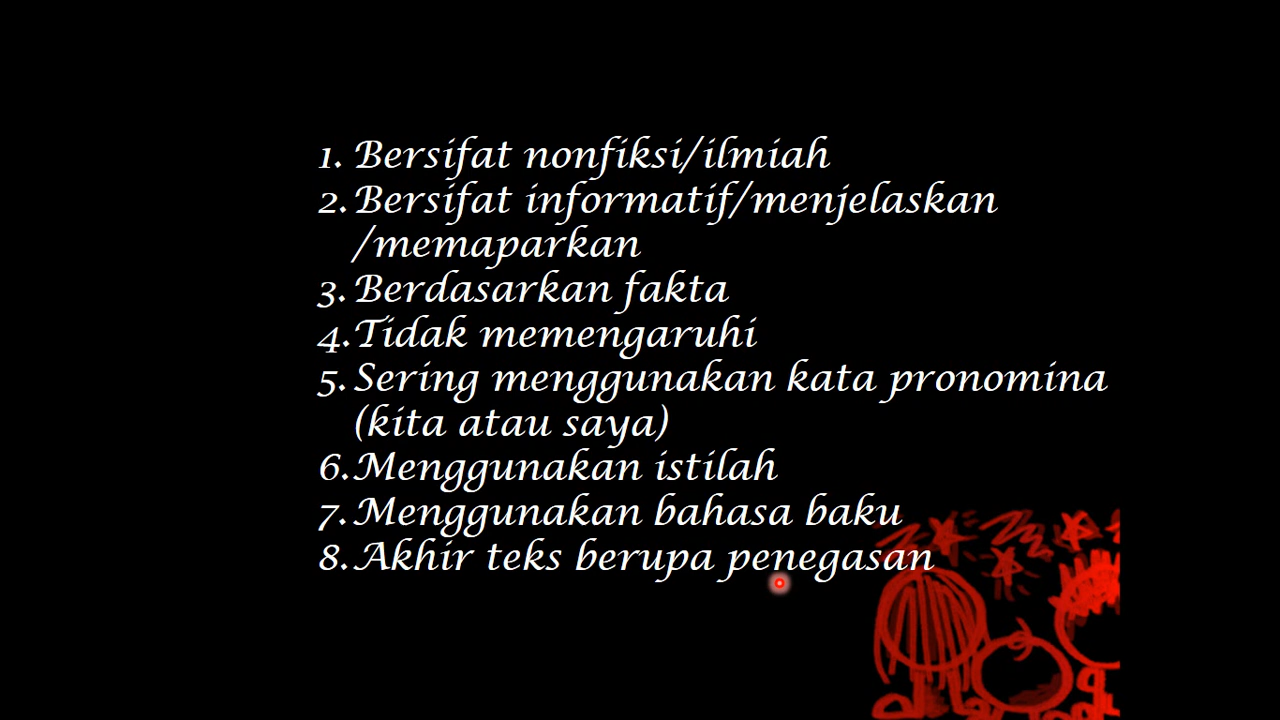 1. Bersifat nonfiksi/ilmiah
2. Bersifat informatif/menjelaskan
/memaparkan
3. Berdasarkan fakta
4. Tidak memengaruhi
5. Sering menggunakan kata pronomina
(kita atau saya)
6. Menggunakan istilah
7. Menggunakan bahasa baku
8. Akhir teks berupa penegasan